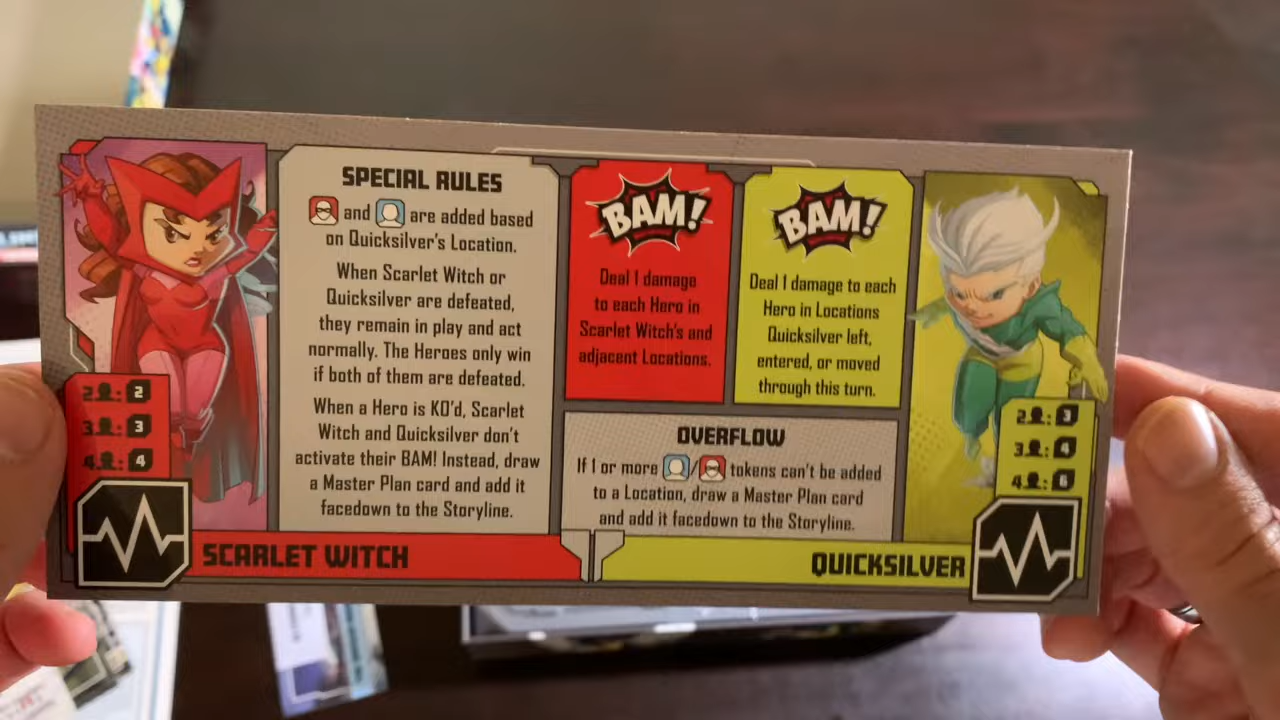 SPECIAL RULES
and are added based
on Quicksilver's Location.
When Scarlet Witch or
Quicksilver are defeated,
they remain in play and act
normally. The Heroes only win
if both of them are defeated.
When a Hero is KO'd, Scarlet
Witch and Quicksilver don't
activate their BAM! Instead, draw
a Master Plan card and add it
facedown to the Storyline.
BAM!
Deal 1 damage
to each Hero in
Scarlet Witch's and
adjacent Locations.
BAM!
Deal 1 damage to each
Hero in Locations
Quicksilver left,
entered, or moved
through this turn.
OVERFLOW
If 1 or more / tokens can't be added
to a Location, draw a Master Plan card
and add it facedown to the Storyline.
2 : 2
3 : 3
4 : 4
SCARLET WITCH
2 : 3
3 : 4
4 :
QUICKSILVER